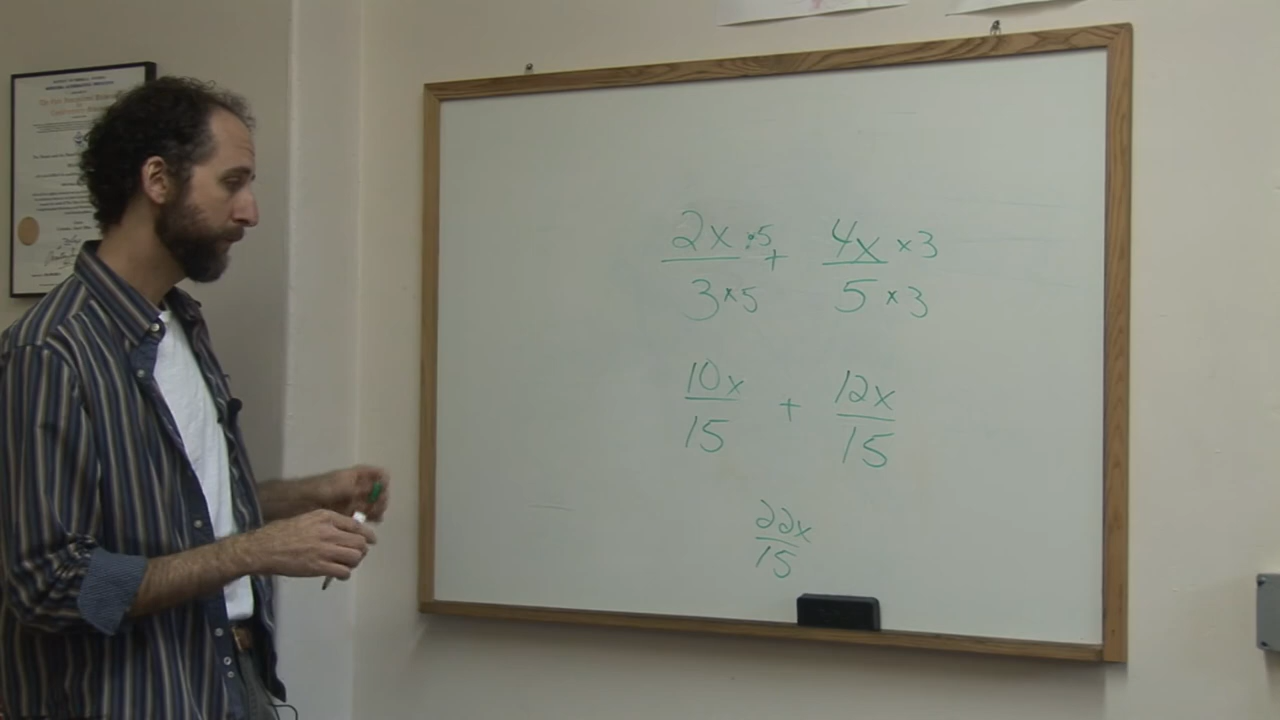 2x ·5 + 4x × 3
3 × 5 5 × 3
10x + 12x
15 15
22x
15